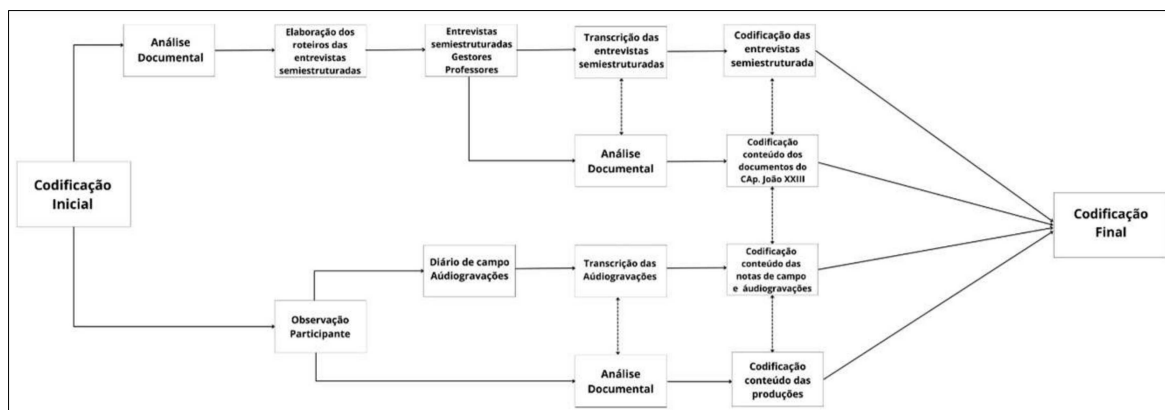 Análise
Documental
Elaboração dos
roteiros das
entrevistas
semiestruturadas
Entrevistas
semiestruturadas
Gestores
Professores
Transcrição das
entrevistas
semiestruturadas
Codificação das
entrevistas
semiestruturada
Análise
Documental
Codificação
conteúdo dos
documentos do
CAp. João XXIII
Codificação
Inicial
Codificação
Final
Diário de campo
Aúdiogravações
Transcrição das
Aúdiogravações
Codificação
conteúdo das
notas de campo
e áudiogravações
Observação
Participante
Análise
Documental
Codificação
conteúdo das
produções